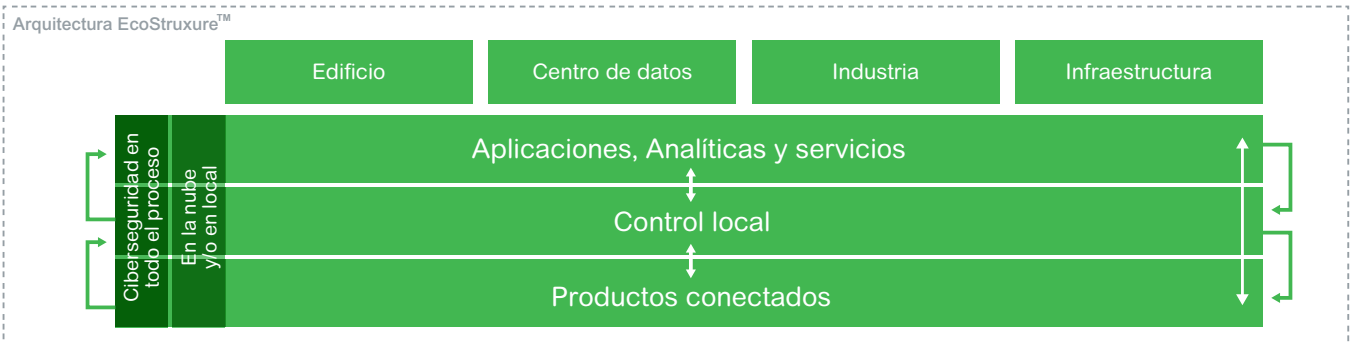 Arquitectura EcoStruxure™
Edificio
Centro de datos
Industria
Infraestructura
Ciberseguridad en
todo el proceso
En la nube
y/o en local
Aplicaciones, Analíticas y servicios
Control local
Productos conectados